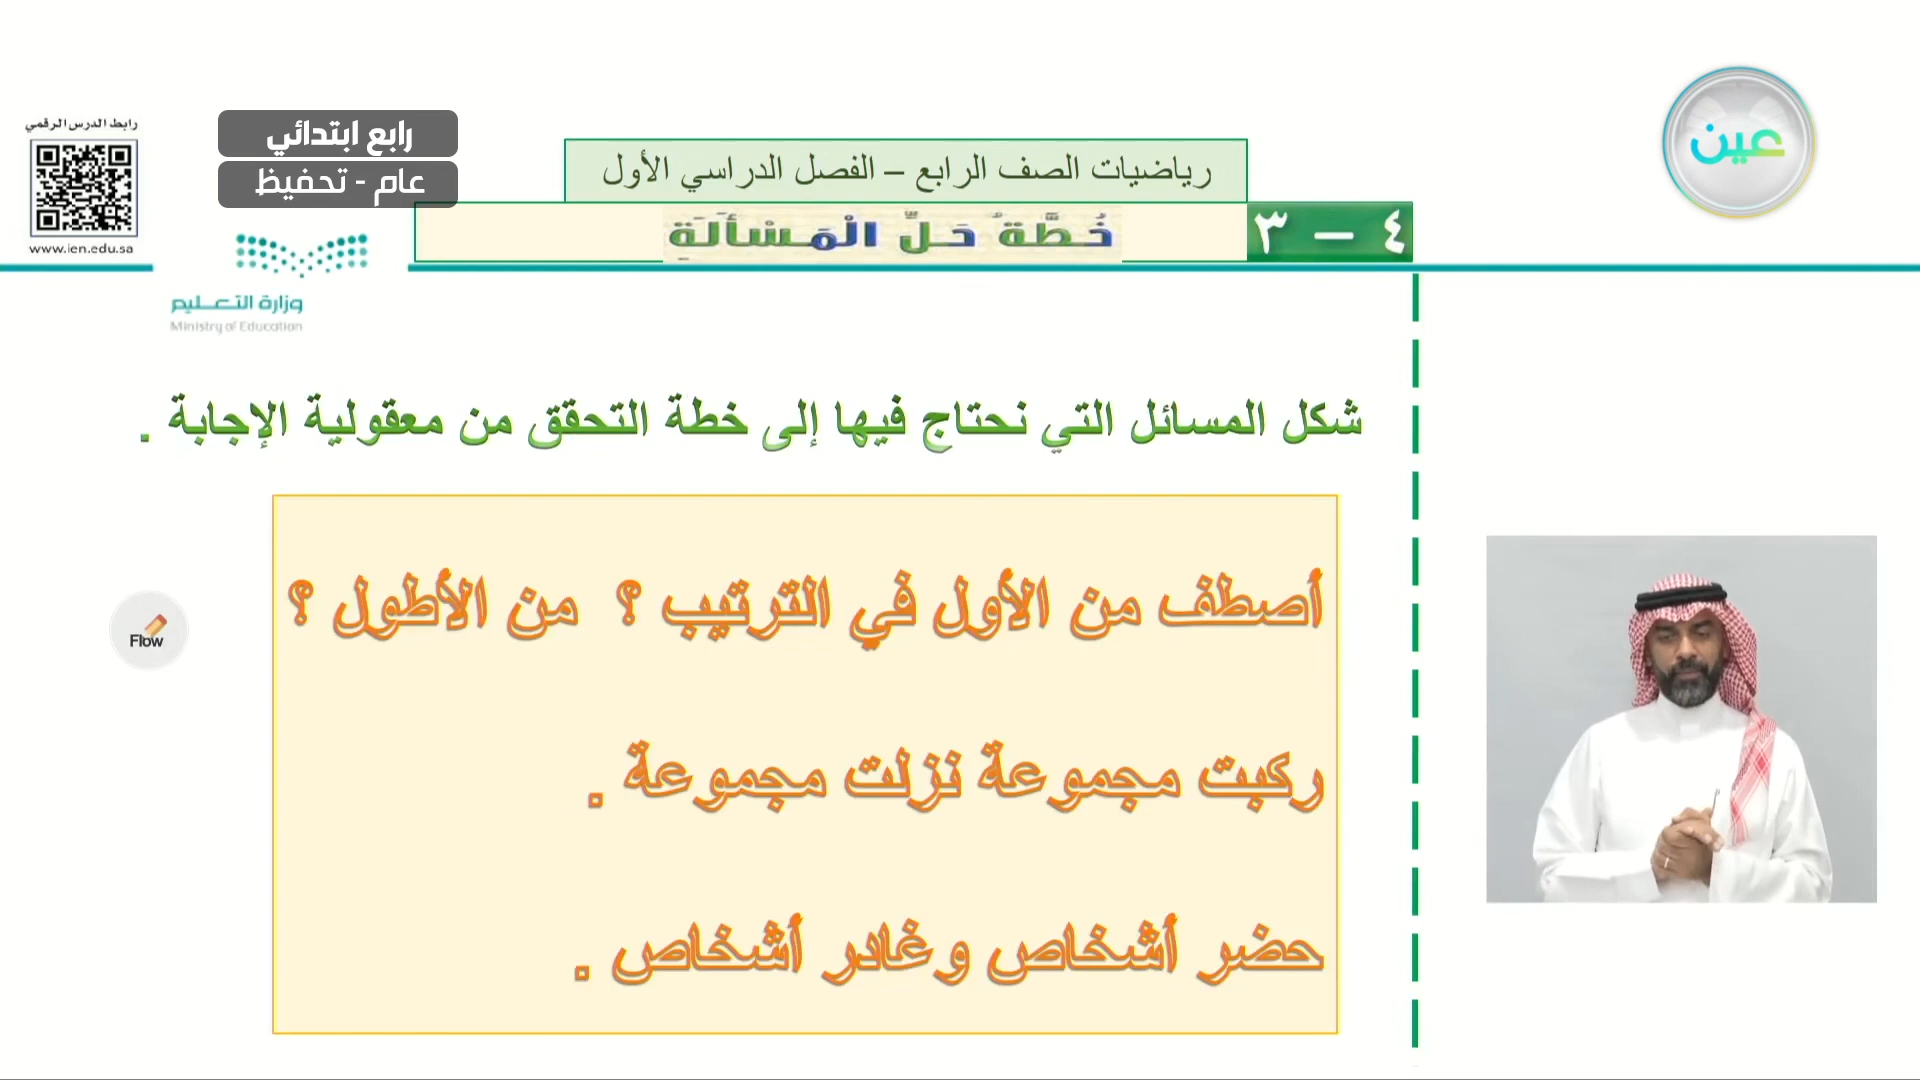 عين
رابط الدرس الرقمي
www.ien.edu.sa
رابع ابتدائي
عام - تحفيظ
وزارة التعليم
Ministry of Education
رياضيات الصف الرابع – الفصل الدراسي الأول
٤ – ٣
خُطَّةُ حَلِّ الْمَسْأَلَةِ
شكل المسائل التي نحتاج فيها إلى خطة التحقق من معقولية الإجابة .
أصطف من الأول في الترتيب ؟ من الأطول ؟
ركبت مجموعة نزلت مجموعة .
حضر أشخاص وغادر أشخاص .
Flow